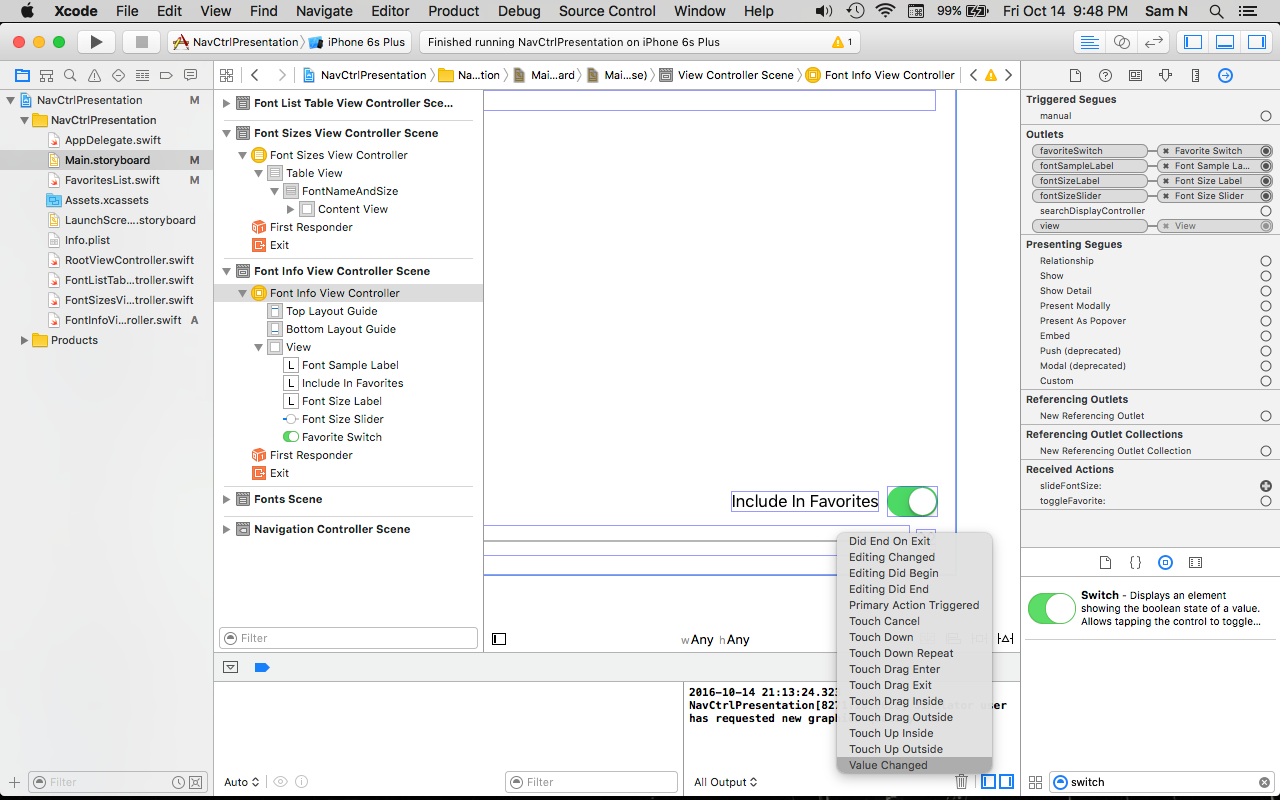 Xcode File Edit View Find Navigate Editor Product Debug Source Control Window Help 99% Fri Oct 14 9:48 PM Sam N
NavCtrlPresentation iPhone 6s Plus Finished running NavCtrlPresentation on iPhone 6s Plus 1
NavCtrlPresentation Na...tion Mai...ard Mai...se) View Controller Scene Font Info View Controller
NavCtrlPresentation M
NavCtrlPresentation
AppDelegate.swift
Main.storyboard M
FavoritesList.swift M
Assets.xcassets
LaunchScre....storyboard
Info.plist
RootViewController.swift
FontListTab...troller.swift
FontSizesVi...troller.swift
FontInfoVi...roller.swift A
Products
Filter
Font List Table View Controller Sce...
Font Sizes View Controller Scene
Font Sizes View Controller
Table View
FontNameAndSize
Content View
First Responder
Exit
Font Info View Controller Scene
Font Info View Controller
Top Layout Guide
Bottom Layout Guide
View
L Font Sample Label
L Include In Favorites
L Font Size Label
Font Size Slider
Favorite Switch
First Responder
Exit
Fonts Scene
Navigation Controller Scene
Filter
Include In Favorites
wAny hAny
Did End On Exit
Editing Changed
Editing Did Begin
Editing Did End
Primary Action Triggered
Touch Cancel
Touch Down
Touch Down Repeat
Touch Drag Enter
Touch Drag Exit
Touch Drag Inside
Touch Drag Outside
Touch Up Inside
Touch Up Outside
Value Changed
2016-10-14 21:13:24.323
NavCtrlPresentation[827 user
has requested new graph
Auto Filter All Output
Triggered Segues
manual
Outlets
favoriteSwitch Favorite Switch
fontSampleLabel Font Sample La...
fontSizeLabel Font Size Label
fontSizeSlider Font Size Slider
searchDisplayController
view View
Presenting Segues
Relationship
Show
Show Detail
Present Modally
Present As Popover
Embed
Push (deprecated)
Modal (deprecated)
Custom
Referencing Outlets
New Referencing Outlet
Referencing Outlet Collections
New Referencing Outlet Collection
Received Actions
slideFontSize:
toggleFavorite:
{}
Switch - Displays an element
showing the boolean state of a value.
Allows tapping the control to toggle...
switch